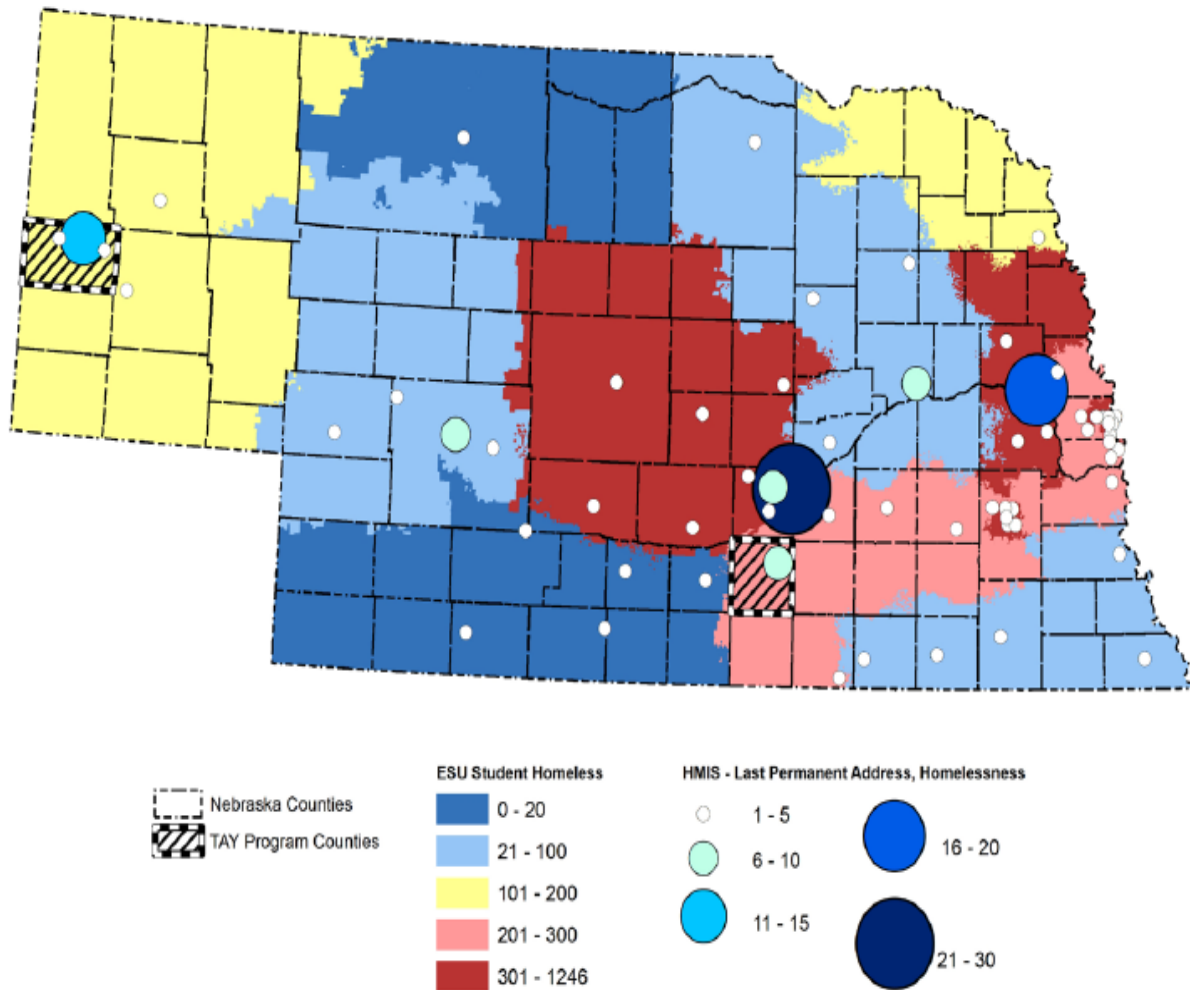 Nebraska Counties
TAY Program Counties
ESU Student Homeless
0 - 20
21 - 100
101 - 200
201 - 300
301 - 1246
HMIS - Last Permanent Address, Homelessness
1 - 5
6 - 10
11 - 15
16 - 20
21 - 30